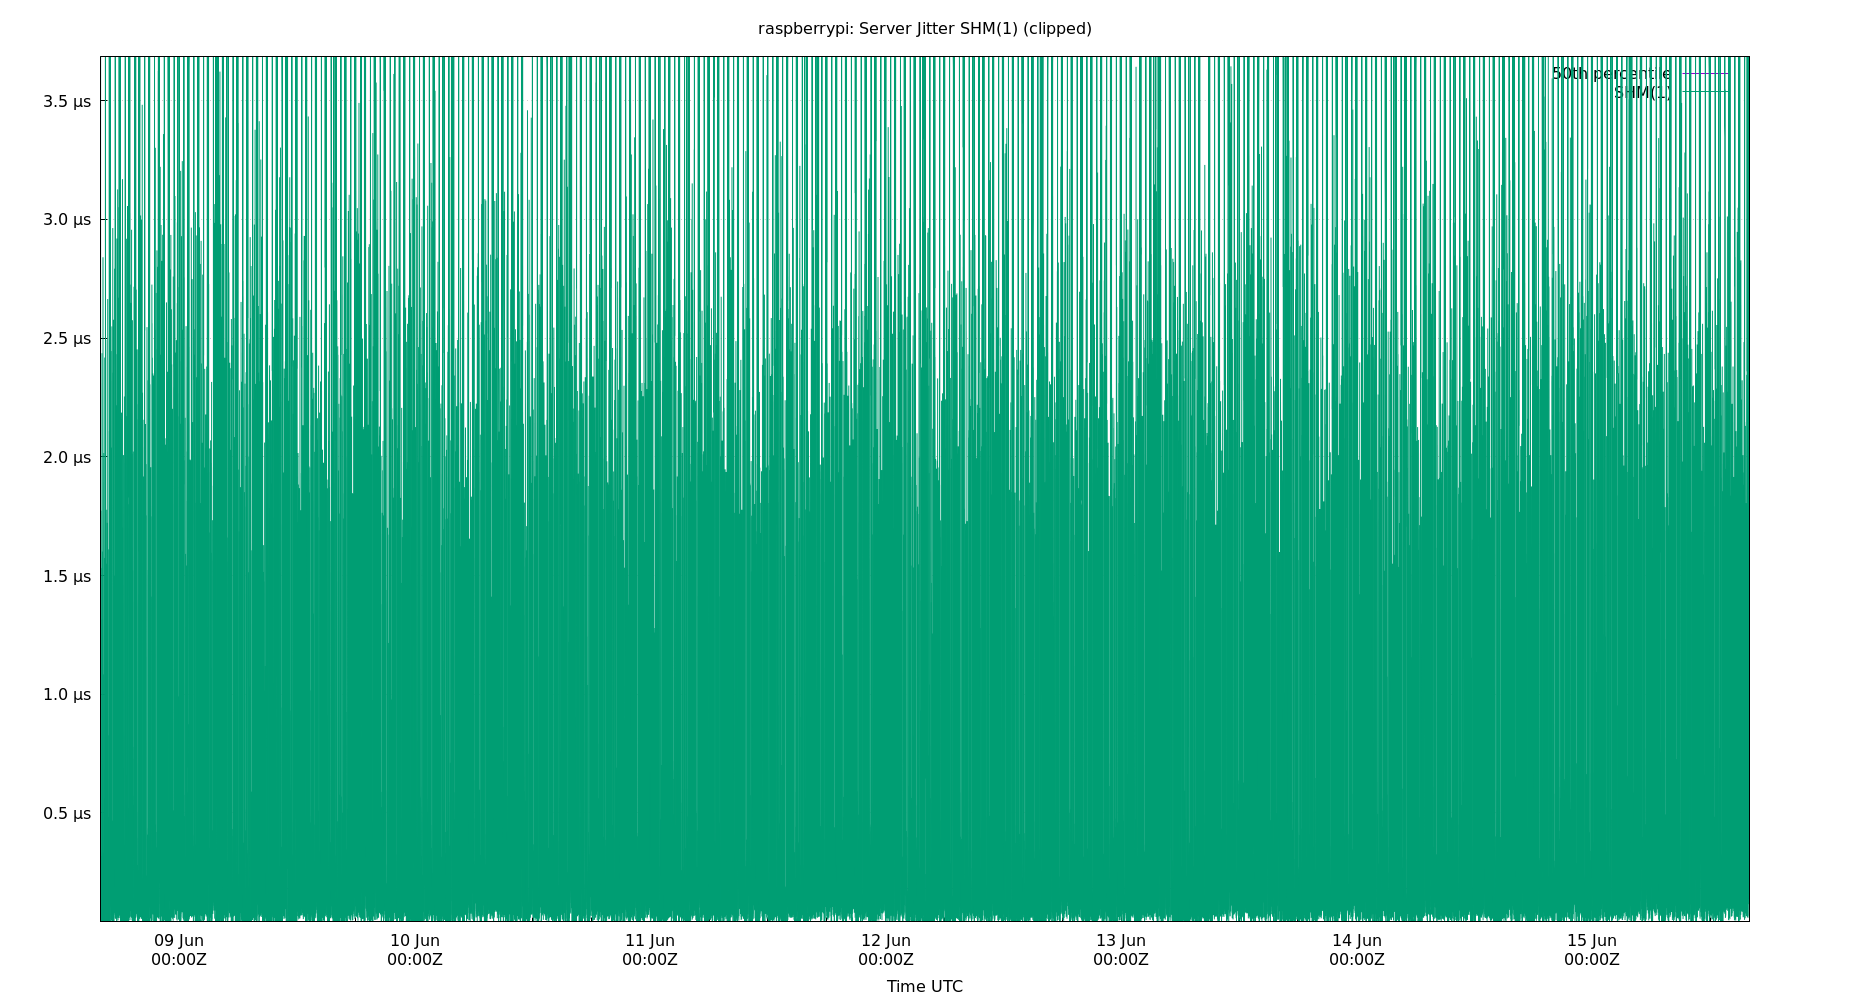 raspberrypi: Server Jitter SHM(1) (clipped)
50th percentile
SHM(1)
3.5 µs
3.0 µs
2.5 µs
2.0 µs
1.5 µs
1.0 µs
0.5 µs
09 Jun 10 Jun 11 Jun 12 Jun 13 Jun 14 Jun 15 Jun
00:00Z 00:00Z 00:00Z 00:00Z 00:00Z 00:00Z 00:00Z
Time UTC